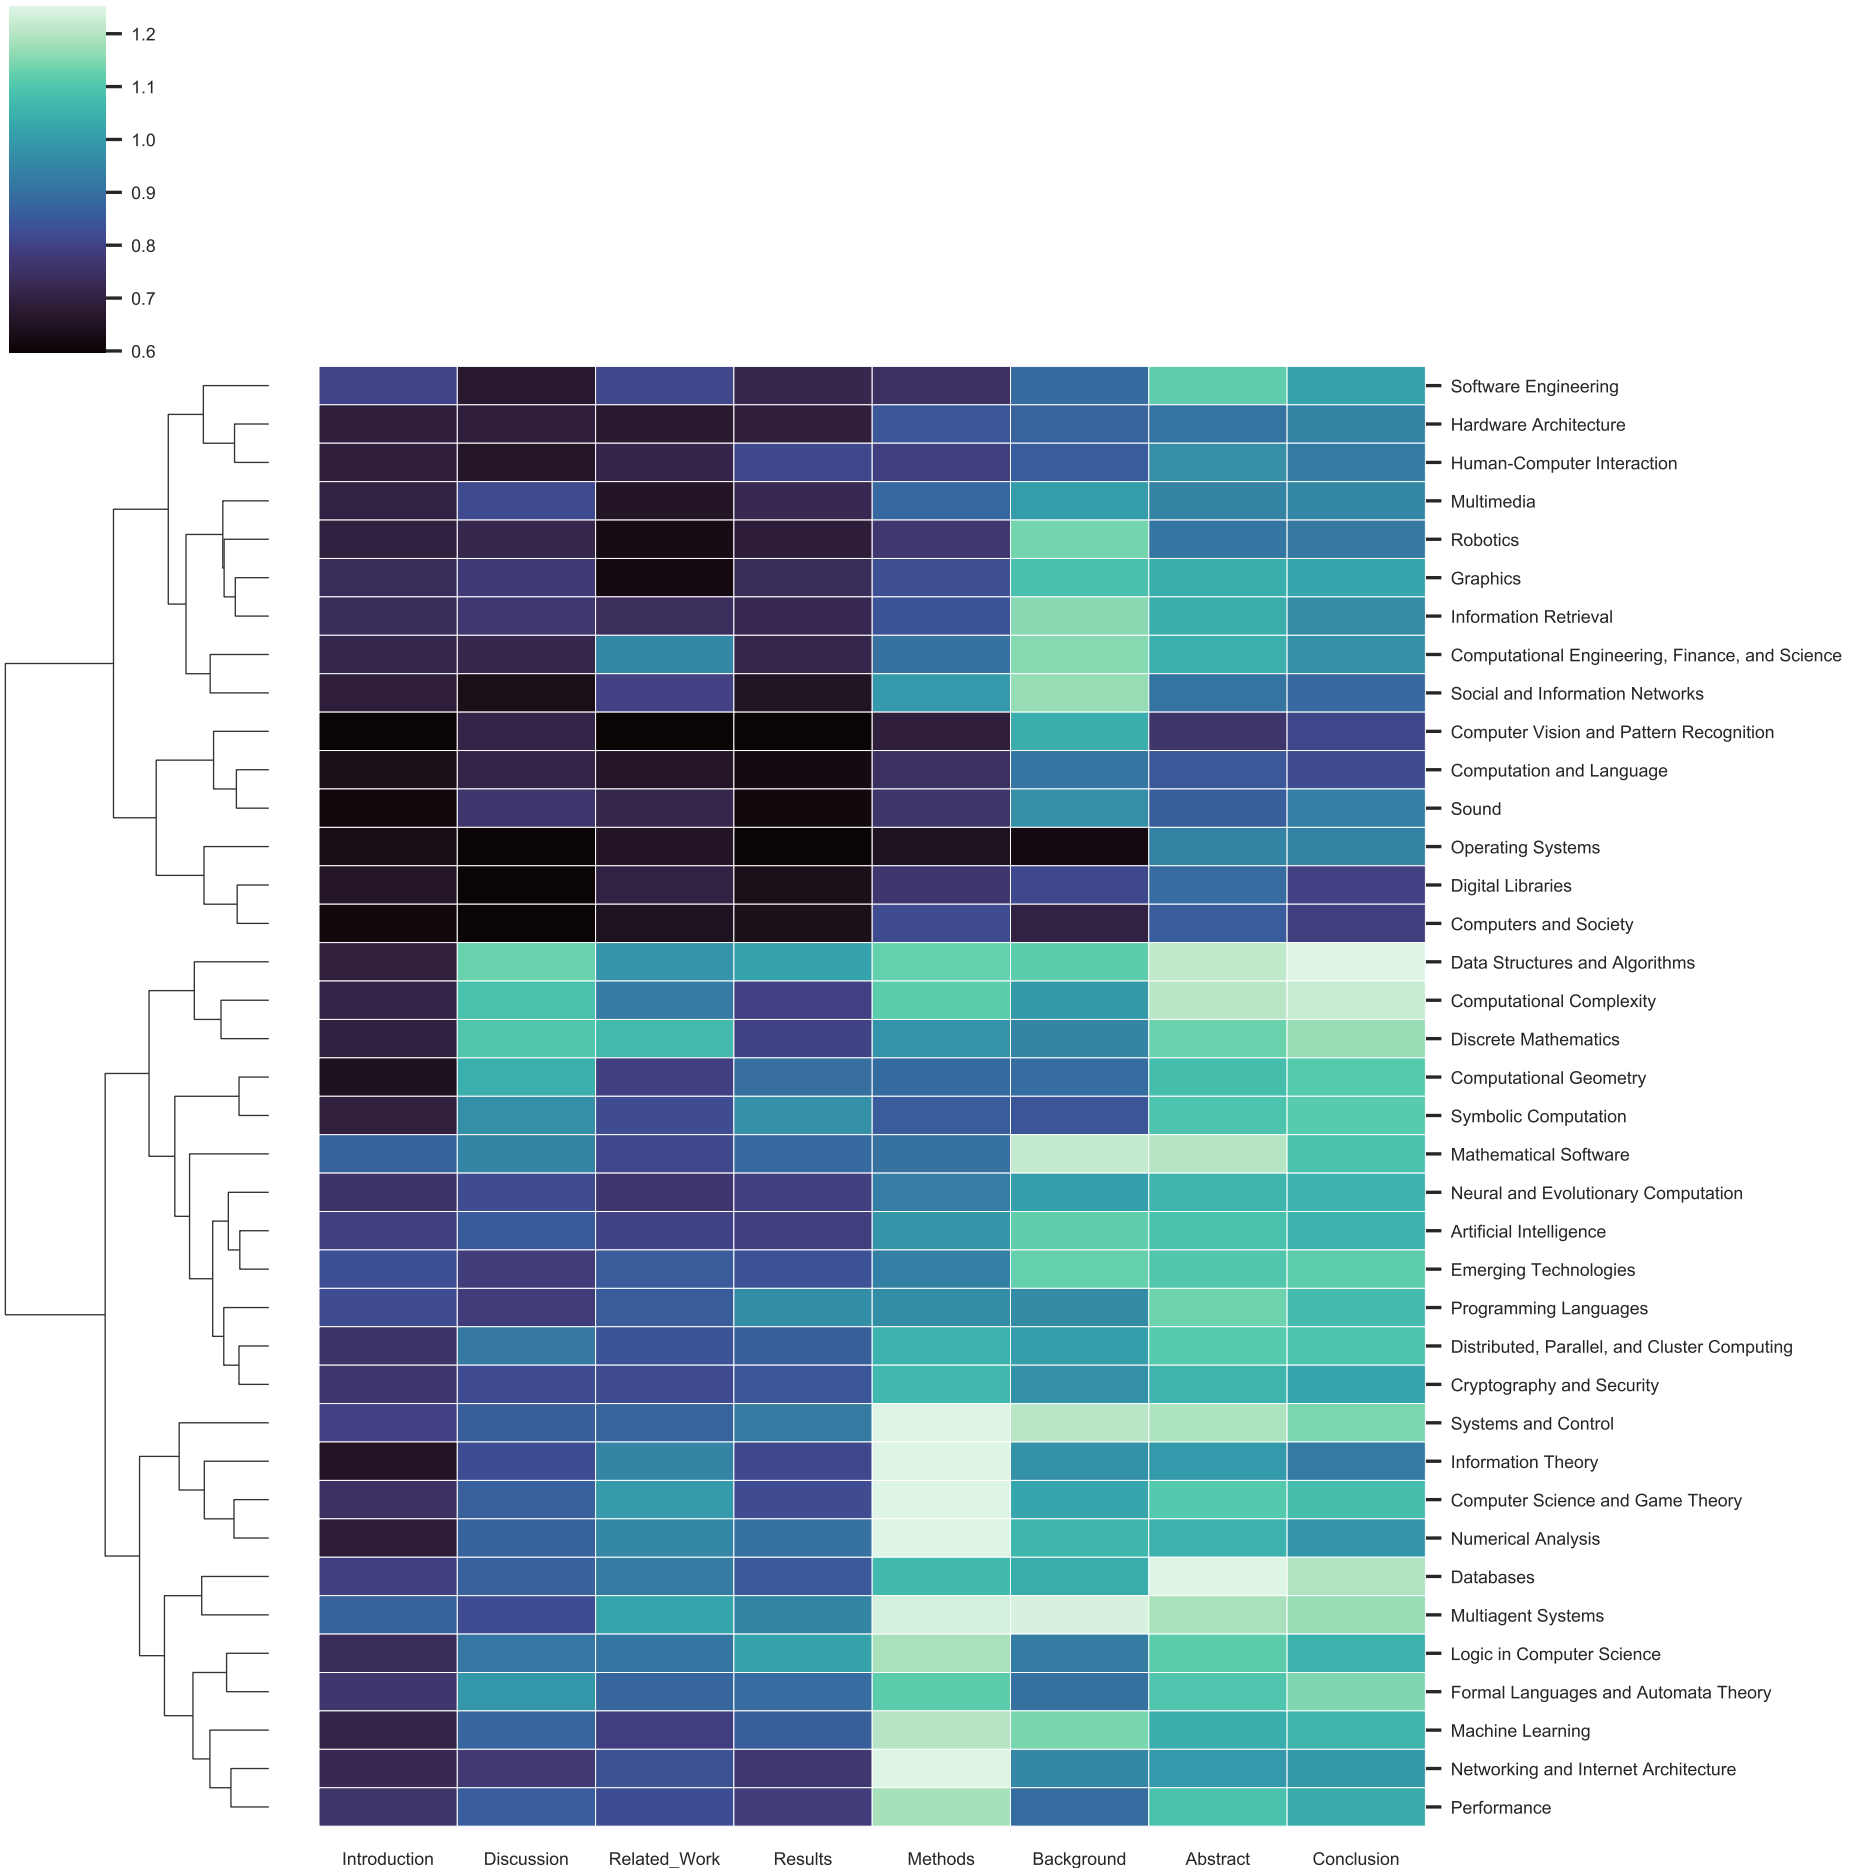 1.2
1.1
1.0
0.9
0.8
0.7
0.6
Software Engineering
Hardware Architecture
Human-Computer Interaction
Multimedia
Robotics
Graphics
Information Retrieval
Computational Engineering, Finance, and Science
Social and Information Networks
Computer Vision and Pattern Recognition
Computation and Language
Sound
Operating Systems
Digital Libraries
Computers and Society
Data Structures and Algorithms
Computational Complexity
Discrete Mathematics
Computational Geometry
Symbolic Computation
Mathematical Software
Neural and Evolutionary Computation
Artificial Intelligence
Emerging Technologies
Programming Languages
Distributed, Parallel, and Cluster Computing
Cryptography and Security
Systems and Control
Information Theory
Computer Science and Game Theory
Numerical Analysis
Databases
Multiagent Systems
Logic in Computer Science
Formal Languages and Automata Theory
Machine Learning
Networking and Internet Architecture
Performance
Introduction Discussion Related_Work Results Methods Background Abstract Conclusion